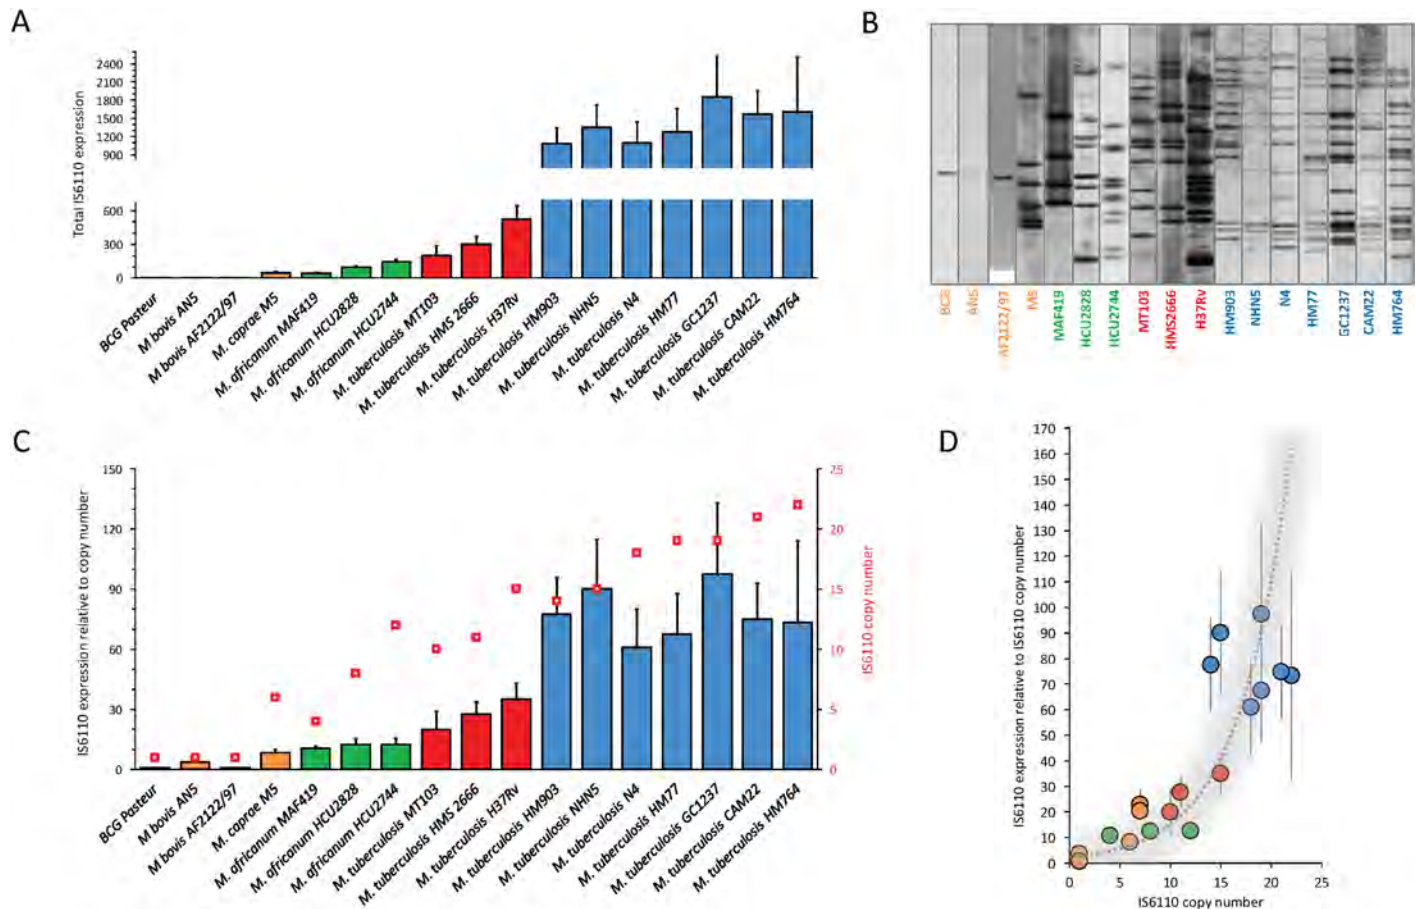 A
Total IS6110 expression
2400
2100
1800
1500
1200
900
600
300
0
BCG Pasteur
M bovis AN5
M bovis AF2122/97
M. caprae M5
M. africanum MAF419
M. africanum HCU2828
M. africanum HCU2744
M. tuberculosis MT103
M. tuberculosis HMS 2666
M. tuberculosis H37Rv
M. tuberculosis HM903
M. tuberculosis NHN5
M. tuberculosis N4
M. tuberculosis HM77
M. tuberculosis GC1237
M. tuberculosis CAM22
M. tuberculosis HM764
B
BCG
AN5
AF2122/97
M5
MAF419
HCU2828
HCU2744
MT103
HMS2666
H37Rv
HM903
NHN5
N4
HM77
GC1237
CAM22
HM764
C
IS6110 expression relative to copy number
150
120
90
60
30
0
25
20
15
10
5
0
IS6110 copy number
BCG Pasteur
M bovis AN5
M bovis AF2122/97
M. caprae M5
M. africanum MAF419
M. africanum HCU2828
M. africanum HCU2744
M. tuberculosis MT103
M. tuberculosis HMS 2666
M. tuberculosis H37Rv
M. tuberculosis HM903
M. tuberculosis NHN5
M. tuberculosis N4
M. tuberculosis HM77
M. tuberculosis GC1237
M. tuberculosis CAM22
M. tuberculosis HM764
D
IS6110 expression relative to IS6110 copy number
170
160
150
140
130
120
110
100
90
80
70
60
50
40
30
20
10
0
0 5 10 15 20 25
IS6110 copy number